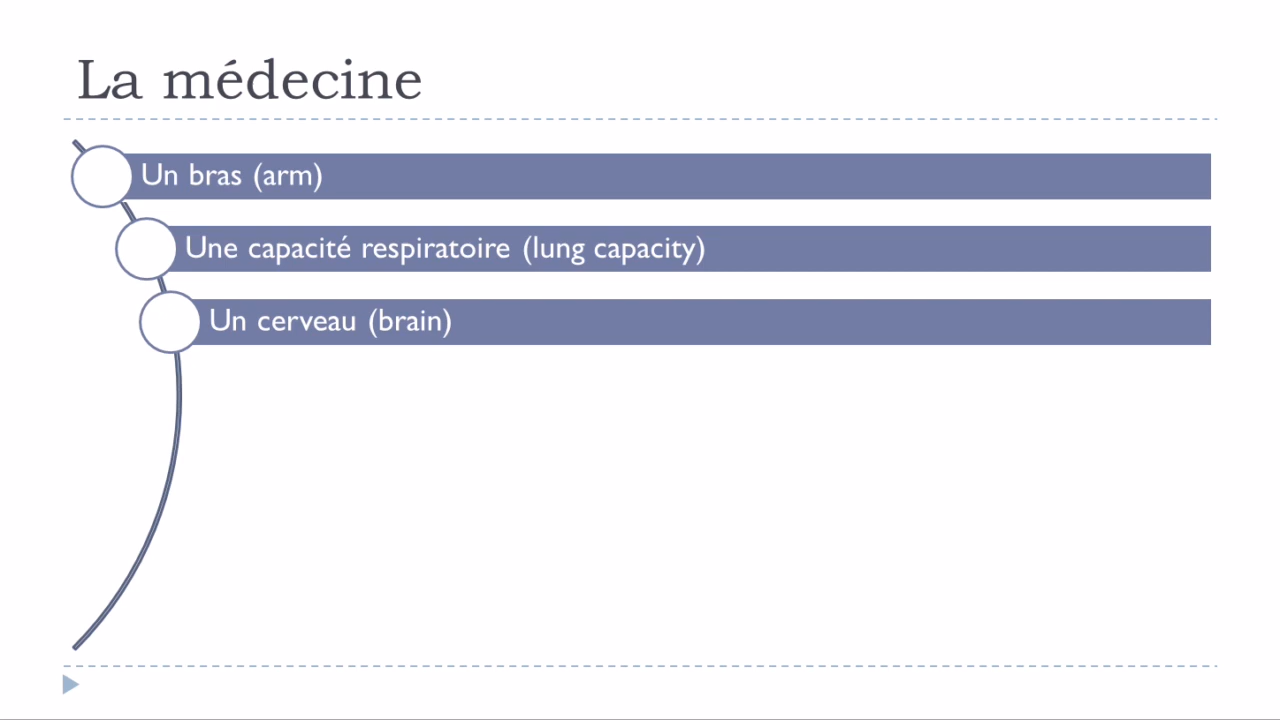 La médecine
Un bras (arm)
Une capacité respiratoire (lung capacity)
Un cerveau (brain)